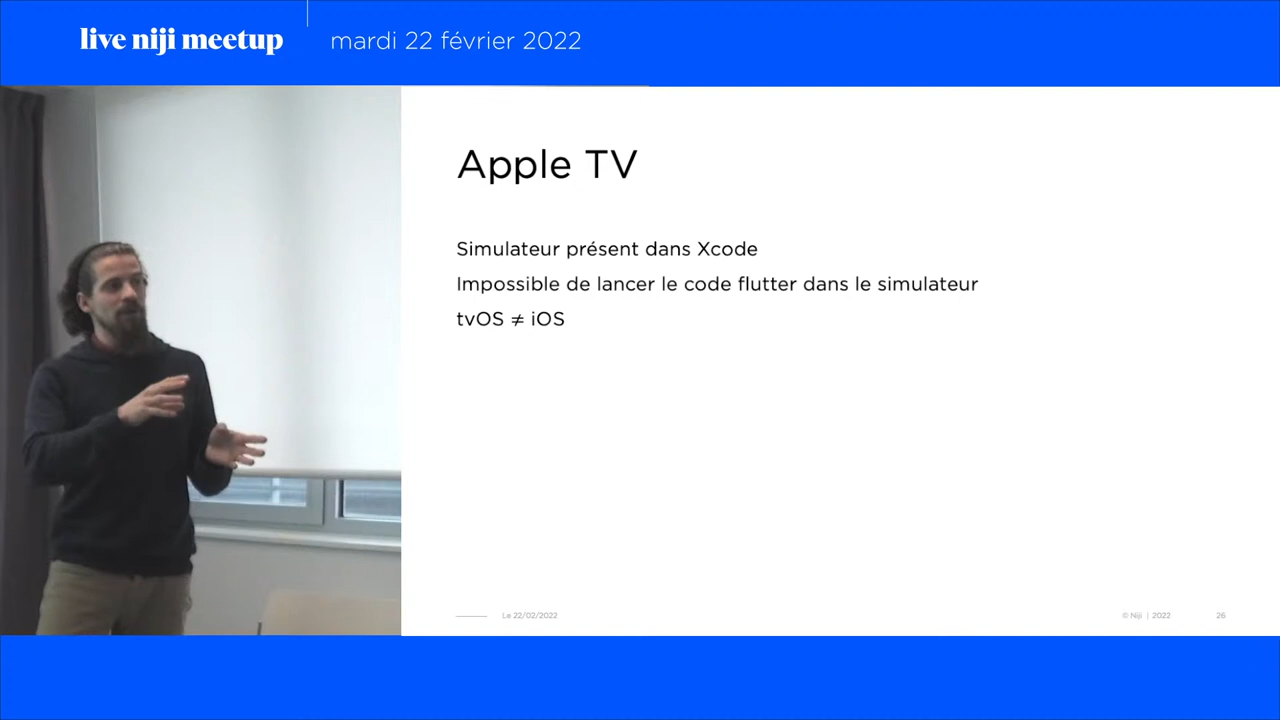 live niji meetup
mardi 22 février 2022
Apple TV
Simulateur présent dans Xcode
Impossible de lancer le code flutter dans le simulateur
tvOS ≠ iOS
Le 22/02/2022
© Niji | 2022
26